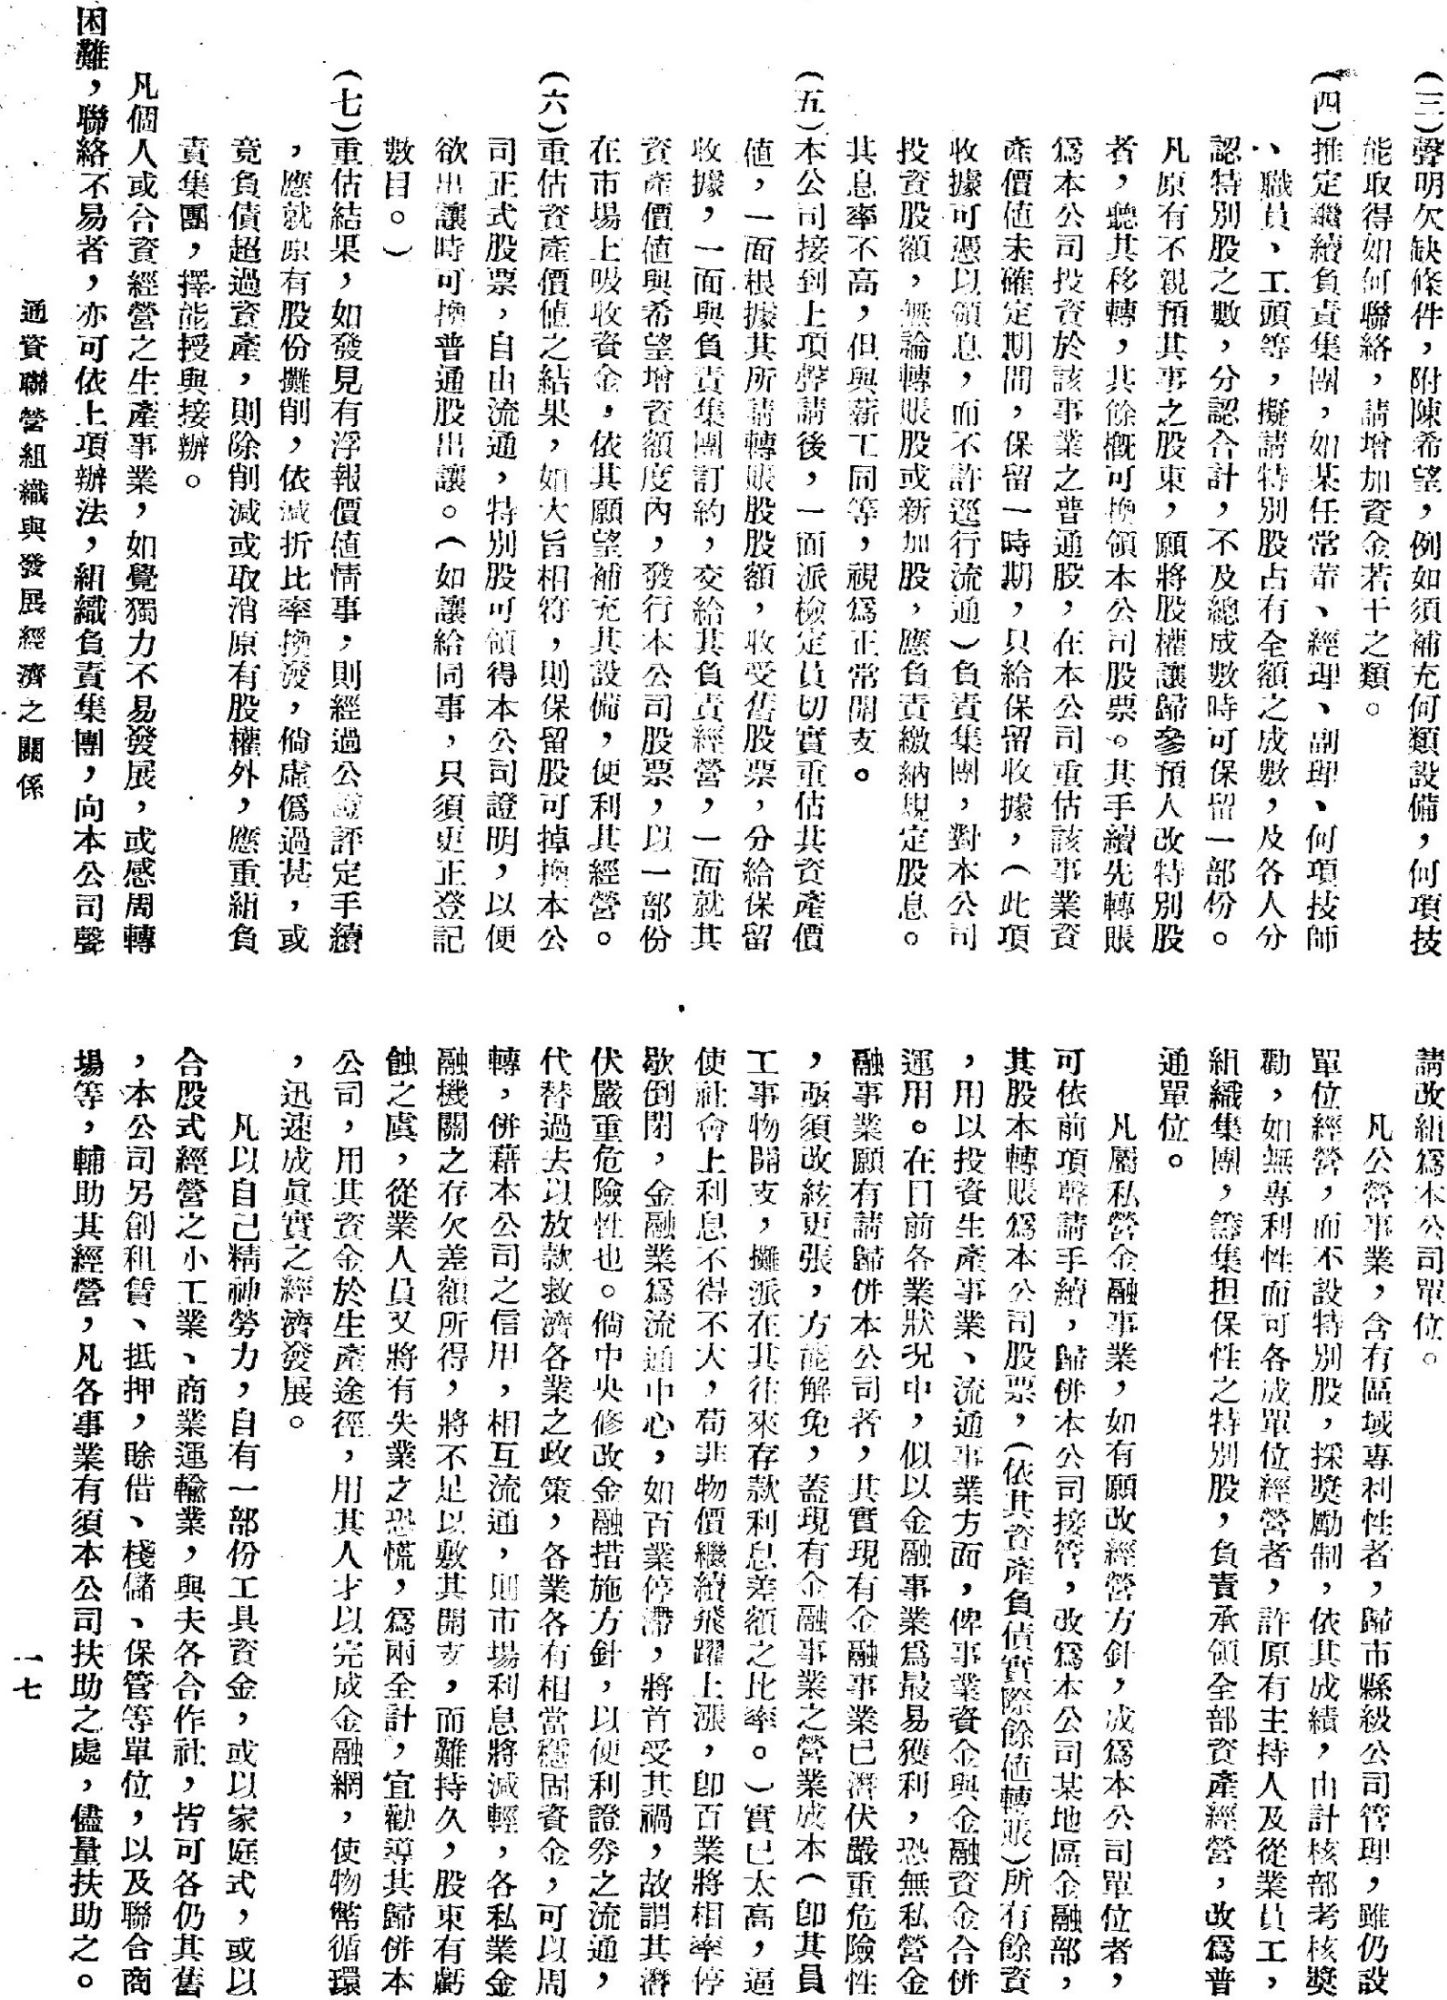 (三)聲明欠缺條件,附陳希望,例如須補充何類設備,何項技
能取得如何聯絡,請增加資金若干之類。
(四)推定繼續負責集團,如某任常董、經理、副理、何項技師
、職員、工頭等,擬請特別股占有全額之成數,及各人分
認特別股之數,分認合計,不及總成數時可保留一部份。
凡原有不親預其事之股東,願將股權讓歸參預人改特別股
者,聽其移轉,其餘概可換領本公司股票。其手續先轉賬
爲本公司投資於該事業之普通股,在本公司重估該事業資
產價值未確定期間,保留一時期,只給保留收據,(此項
收據可憑以領息,而不許逕行流通)負責集團,對本公司
投資股額,無論轉賬股或新加股,應負責繳納規定股息。
其息率不高,但與薪工同等,視爲正常開支。
(五)本公司接到上項聲請後,一面派檢定員切實重估其資產價
值,一面根據其所請轉賬股股額,收受舊股票,分給保留
收據,一面與負責集團訂約,交給其負責經營,一面就其
資產價値與希望增資額度內,發行本公司股票,以一部份
在市場上吸收資金,依其願望補充其設備,便利其經營。
(六)重估資產價值之結果,如大旨相符,則保留股可掉換本公
司正式股票,自由流通,特別股可領得本公司證明,以便
欲出讓時可換普通股出讓。(如讓給同事,只須更正登記
數目。)
(七)重估結果,如發見有浮報價值情事,則經過公證評定手續
,應就原有股份攤削,依減折比率換發,倘虛僞過甚,或
竟負債超過資產,則除削減或取消原有股權外,應重組負
責集團,擇能授與接辦。
凡個人或合資經營之生產事業,如覺獨力不易發展,或感周轉
困難,聯絡不易者,亦可依上項辦法,組織負責集團,向本公司聲
請改組爲本公司單位。
凡公營事業,含有區域專利性者,歸市縣級公司管理,雖仍設
單位經營,而不設特別股,採獎勵制,依其成績,由計核部考核獎
勸,如無專利性而可各成單位經營者,許原有主持人及從業員工,
組織集團,籌集担保性之特別股,負責承領全部資產經營,改爲普
通單位。
凡屬私營金融事業,如有願改經營方針,成爲本公司單位者,
可依前項聲請手續,歸併本公司接管,改爲本公司某地區金融部,
其股本轉賬爲本公司股票,(依其資產負債實際餘值轉賬)所有餘資
,用以投資生產事業、流通事業方面,俾事業資金與金融資金合併
運用。在目前各業狀況中,似以金融事業爲最易獲利,恐無私營金
融事業願有請歸併本公司者,其實現有金融事業已潛伏嚴重危險性
,亟須改絃更張,方能解免,蓋現有金融事業之營業成本(卽其員
工事物開支,攤派在其往來存款利息差額之比率。)實已太高,逼
使社會上利息不得不大,苟非物價繼續飛躍上漲,卽百業將相率停
歇倒閉,金融業爲流通中心,如百業停滯,將首受其禍,故謂其潛
伏嚴重危險性也。倘中央修改金融措施方針,以便利證券之流通,
代替過去以放款救濟各業之政策,各業各有相當穩固資金,可以周
轉,併藉本公司之信用,相互流通,則市場利息將減輕,各私業金
融機關之存欠差額所得,將不足以敷其開支,而難持久,股東有虧
蝕之虞,從業人員又將有失業之恐慌,爲兩全計,宜勸導其歸併本
公司,用其資金於生產途徑,用其人才以完成金融網,使物幣循環
,迅速成眞實之經濟發展。
凡以自己精神勞力,自有一部份工具資金,或以家庭式,或以
合股式經營之小工業、商業運輸業,與夫各合作社,皆可各仍其舊
,本公司另創租賃、抵押,賒借、棧儲、保管等單位,以及聯合商
場等,輔助其經營,凡各事業有須本公司扶助之處,儘量扶助之。
通資聯營組織與發展經濟之關係
一七